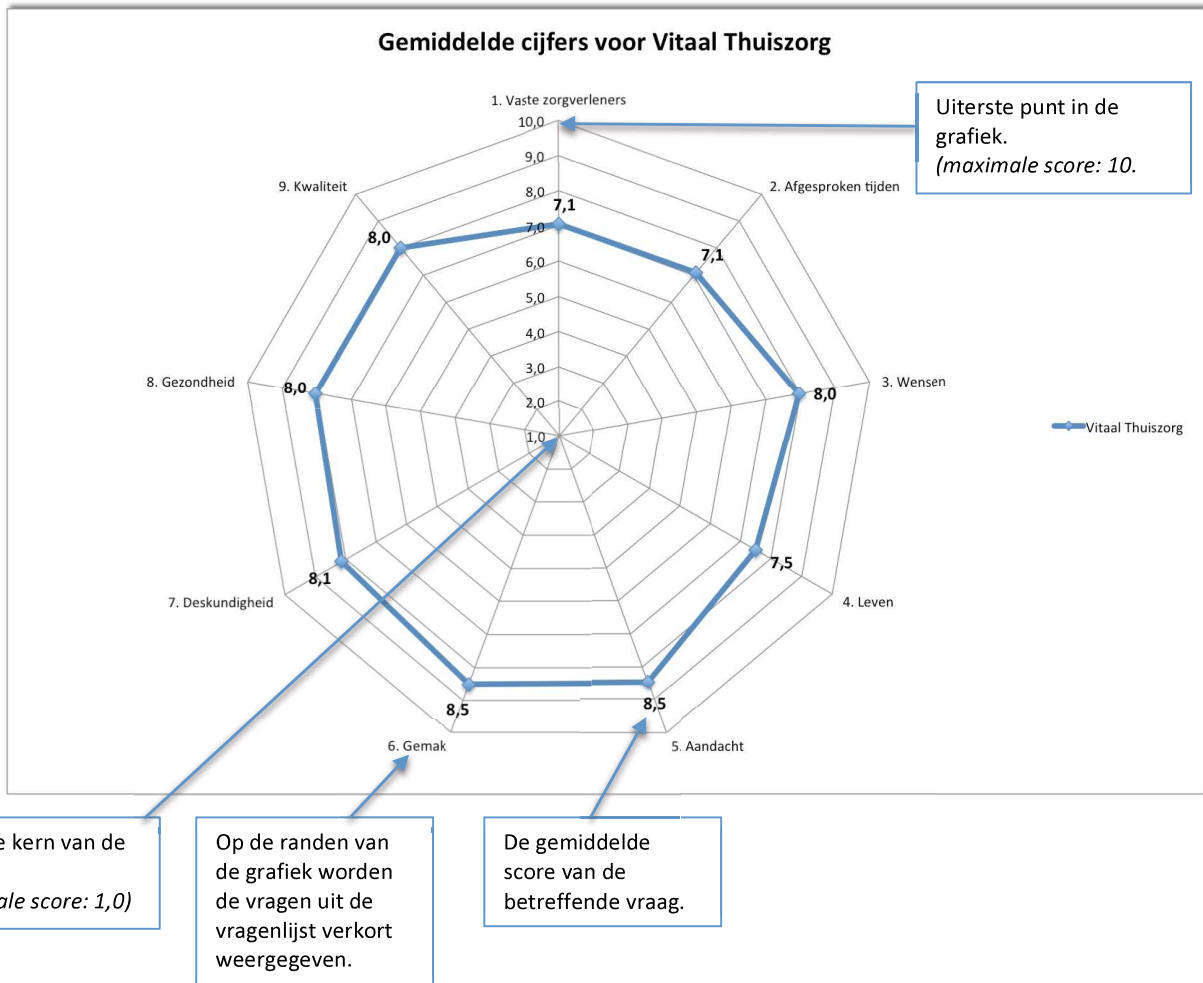 Gemiddelde cijfers voor Vitaal Thuiszorg
Uiterste punt in de
grafiek.
(maximale score: 10.
1. Vaste zorgverleners
10,0
9,0
8,0
7,0
6,0
5,0
4,0
3,0
2,0
1,0
7,1
2. Afgesproken tijden
7,1
3. Wensen
8,0
4. Leven
7,5
5. Aandacht
8,5
6. Gemak
8,5
7. Deskundigheid
8,1
8. Gezondheid
8,0
9. Kwaliteit
8,0
Vitaal Thuiszorg
kern van de
score: 1,0)
Op de randen van
de grafiek worden
de vragen uit de
vragenlijst verkort
weergegeven.
De gemiddelde
score van de
betreffende vraag.